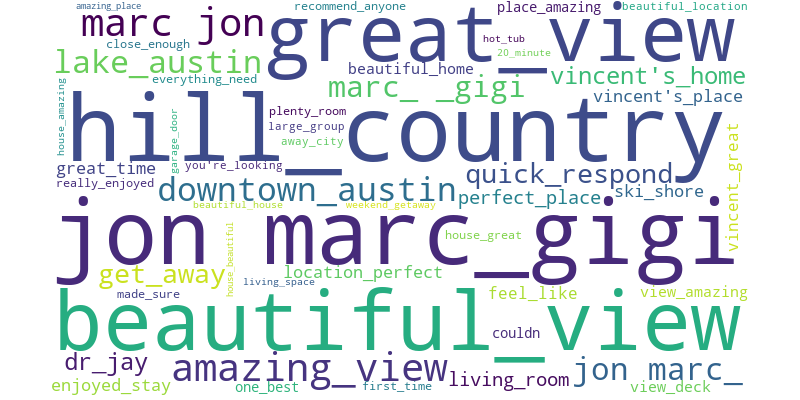 amazing_place
recommend_anyone
place_amazing
beautiful_location
marc jon
great_view
close_enough
hot_tub
20_minute
lake_austin
beautiful_home
vincent's_home
everything_need
marc_ _gigi
vincent's_place
house_amazing
hill_country
plenty_room
large_group
away_city
garage_door
great_time
you're_looking
quick_respond
really_enjoyed
downtown_austin
perfect_place
ski_shore
vincent_great
beautiful_house
weekend_getaway
jon marc_gigi
house_great
house_beautiful
get_away
location_perfect
living_space
made_sure
feel_like
view_amazing
beautiful_view
couldn
dr_jay
amazing_view
living_room
jon marc_
enjoyed_stay
one_best
first_time
view_deck